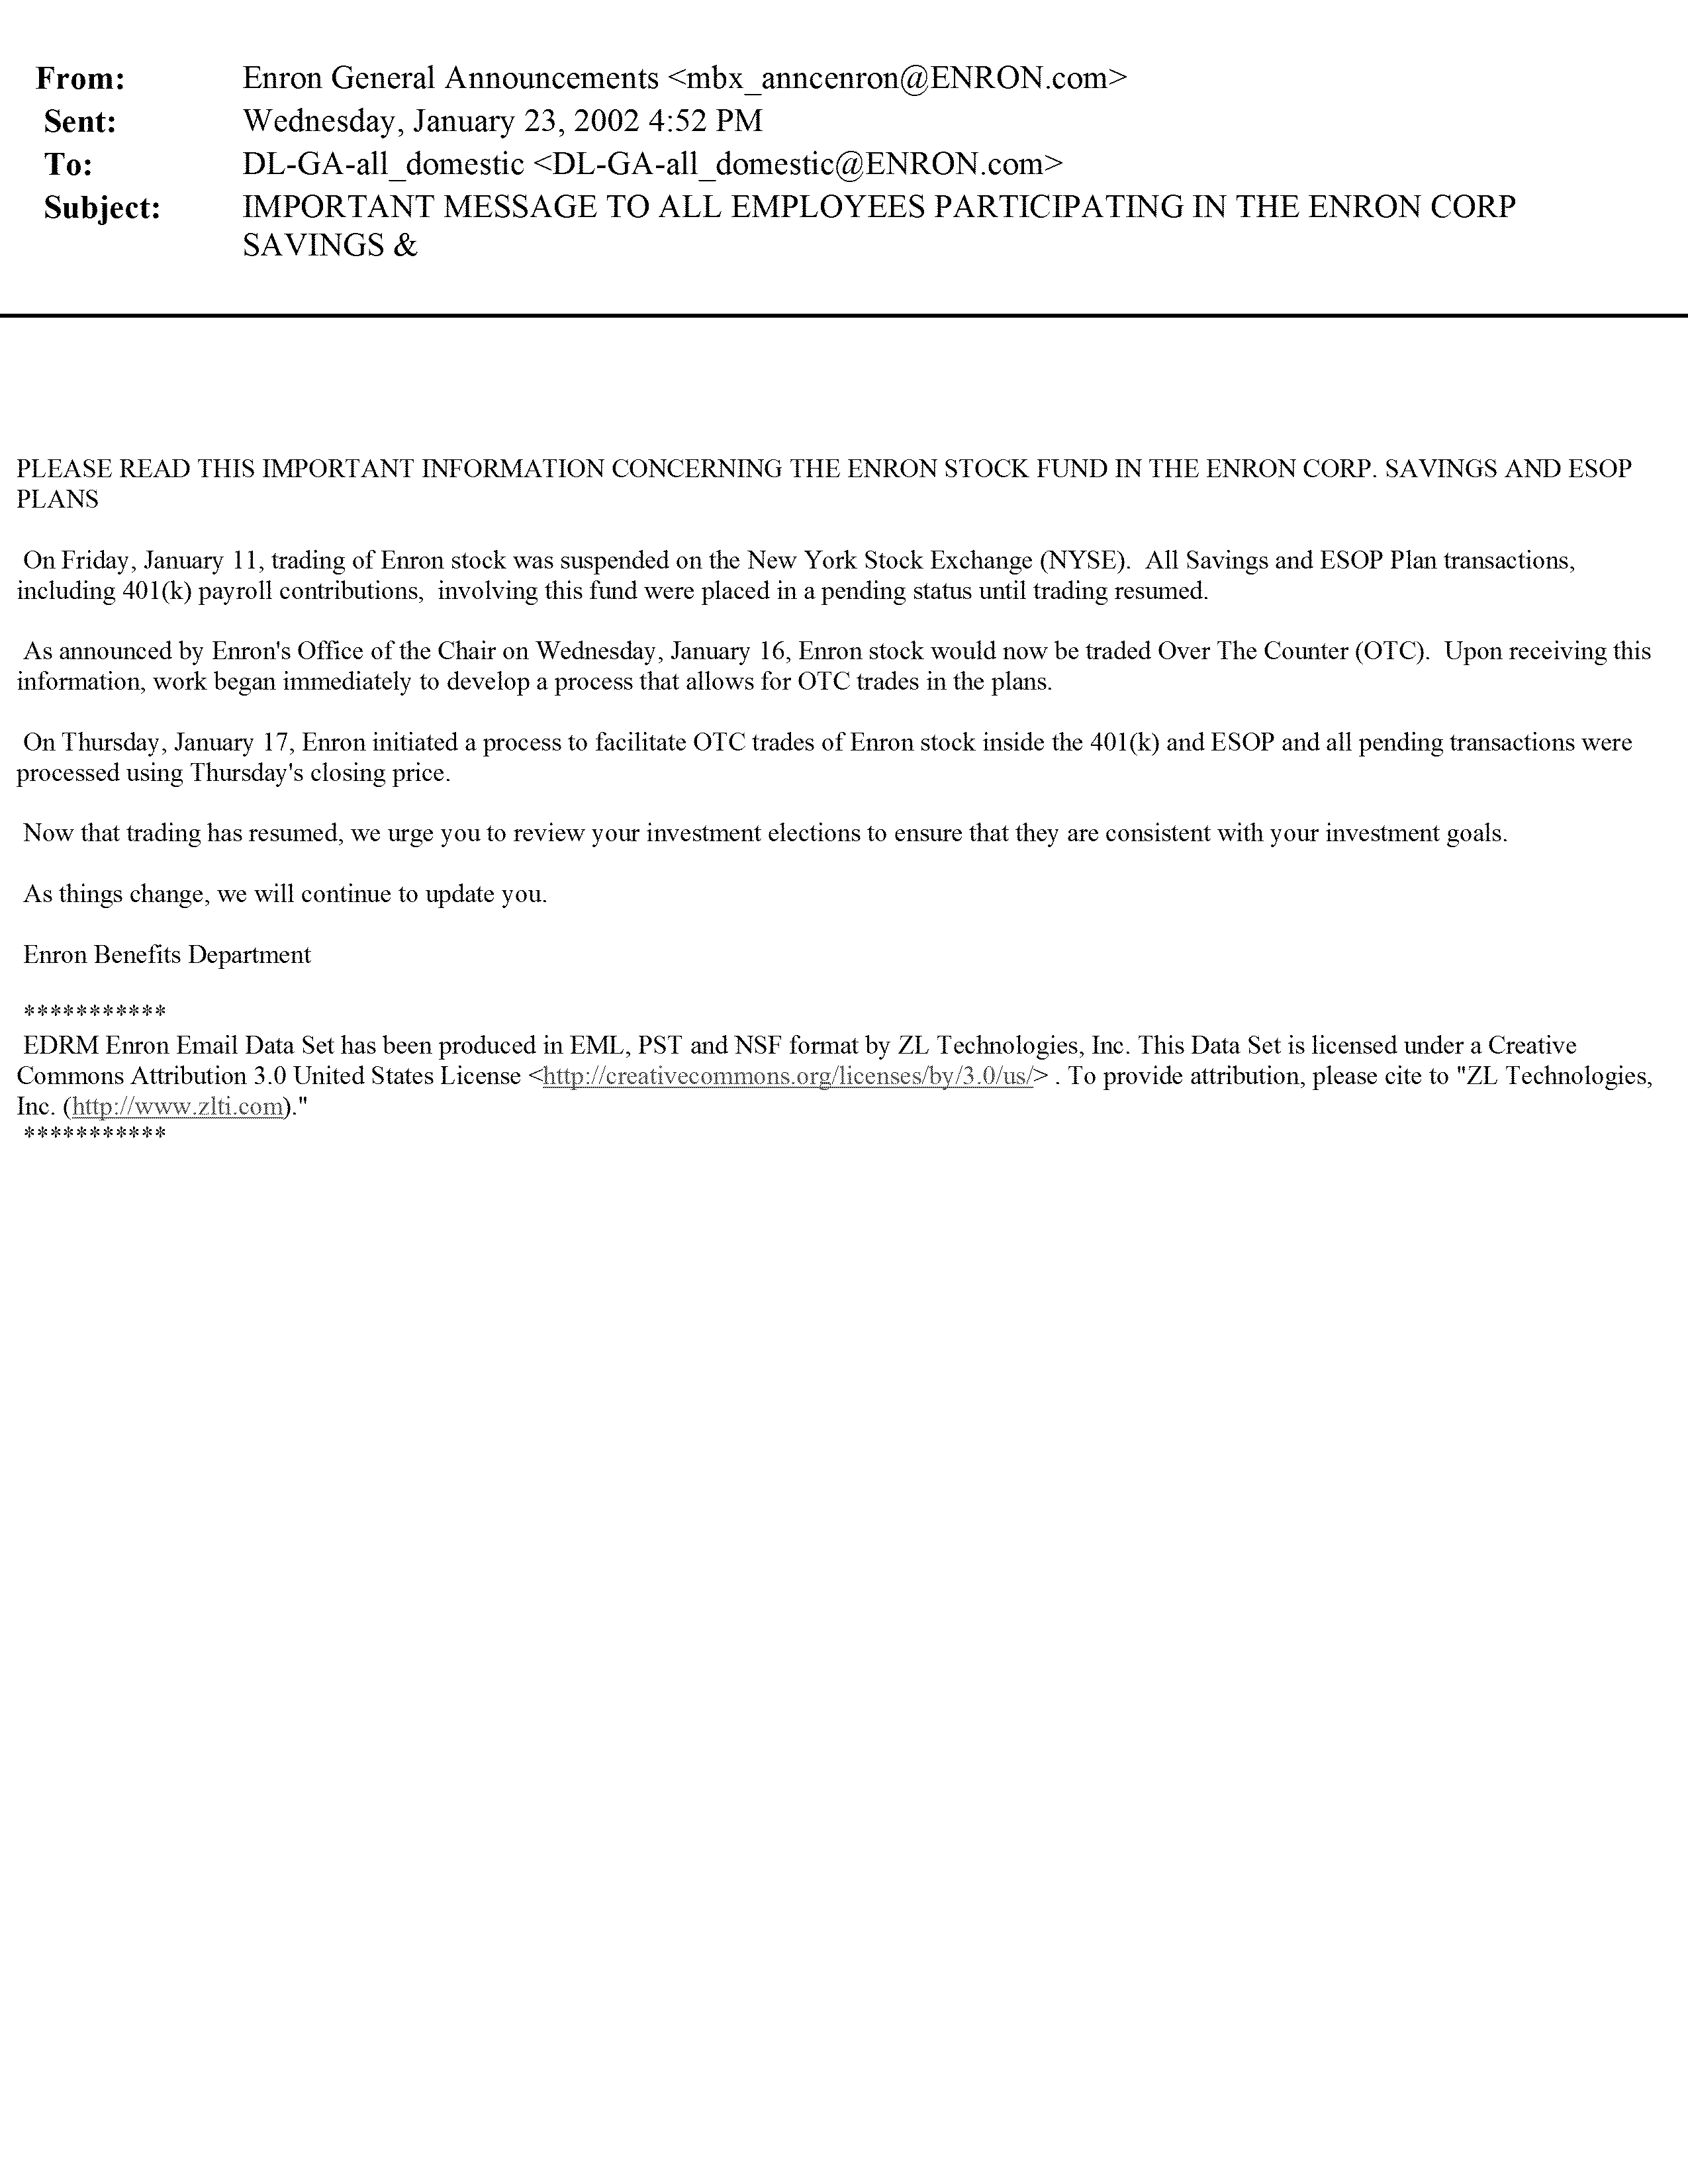 From: Enron General Announcements <mbx_anncenron@ENRON.com>
Sent: Wednesday, January 23, 2002 4:52 PM
To: DL-GA-all_domestic <DL-GA-all_domestic@ENRON.com>
Subject: IMPORTANT MESSAGE TO ALL EMPLOYEES PARTICIPATING IN THE ENRON CORP
SAVINGS &
PLEASE READ THIS IMPORTANT INFORMATION CONCERNING THE ENRON STOCK FUND IN THE ENRON CORP. SAVINGS AND ESOP
PLANS
On Friday, January 11, trading of Enron stock was suspended on the New York Stock Exchange (NYSE).  All Savings and ESOP Plan transactions,
including 401(k) payroll contributions,  involving this fund were placed in a pending status until trading resumed.
As announced by Enron's Office of the Chair on Wednesday, January 16, Enron stock would now be traded Over The Counter (OTC).  Upon receiving this
information, work began immediately to develop a process that allows for OTC trades in the plans.
On Thursday, January 17, Enron initiated a process to facilitate OTC trades of Enron stock inside the 401(k) and ESOP and all pending transactions were
processed using Thursday's closing price.
Now that trading has resumed, we urge you to review your investment elections to ensure that they are consistent with your investment goals.
As things change, we will continue to update you.
Enron Benefits Department
***********
EDRM Enron Email Data Set has been produced in EML, PST and NSF format by ZL Technologies, Inc. This Data Set is licensed under a Creative
Commons Attribution 3.0 United States License <http://creativecommons.org/licenses/by/3.0/us/> . To provide attribution, please cite to "ZL Technologies,
Inc. (http://www.zlti.com)."
***********